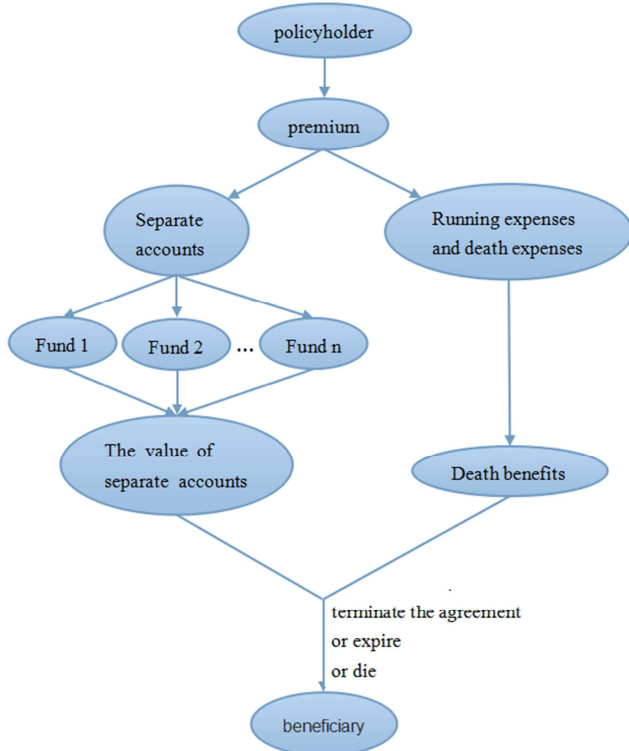 policyholder
premium
Separate
accounts
Running expenses
and death expenses
Fund 1
Fund 2
...
Fund n
The value of
separate accounts
Death benefits
terminate the agreement
or expire
or die
beneficiary